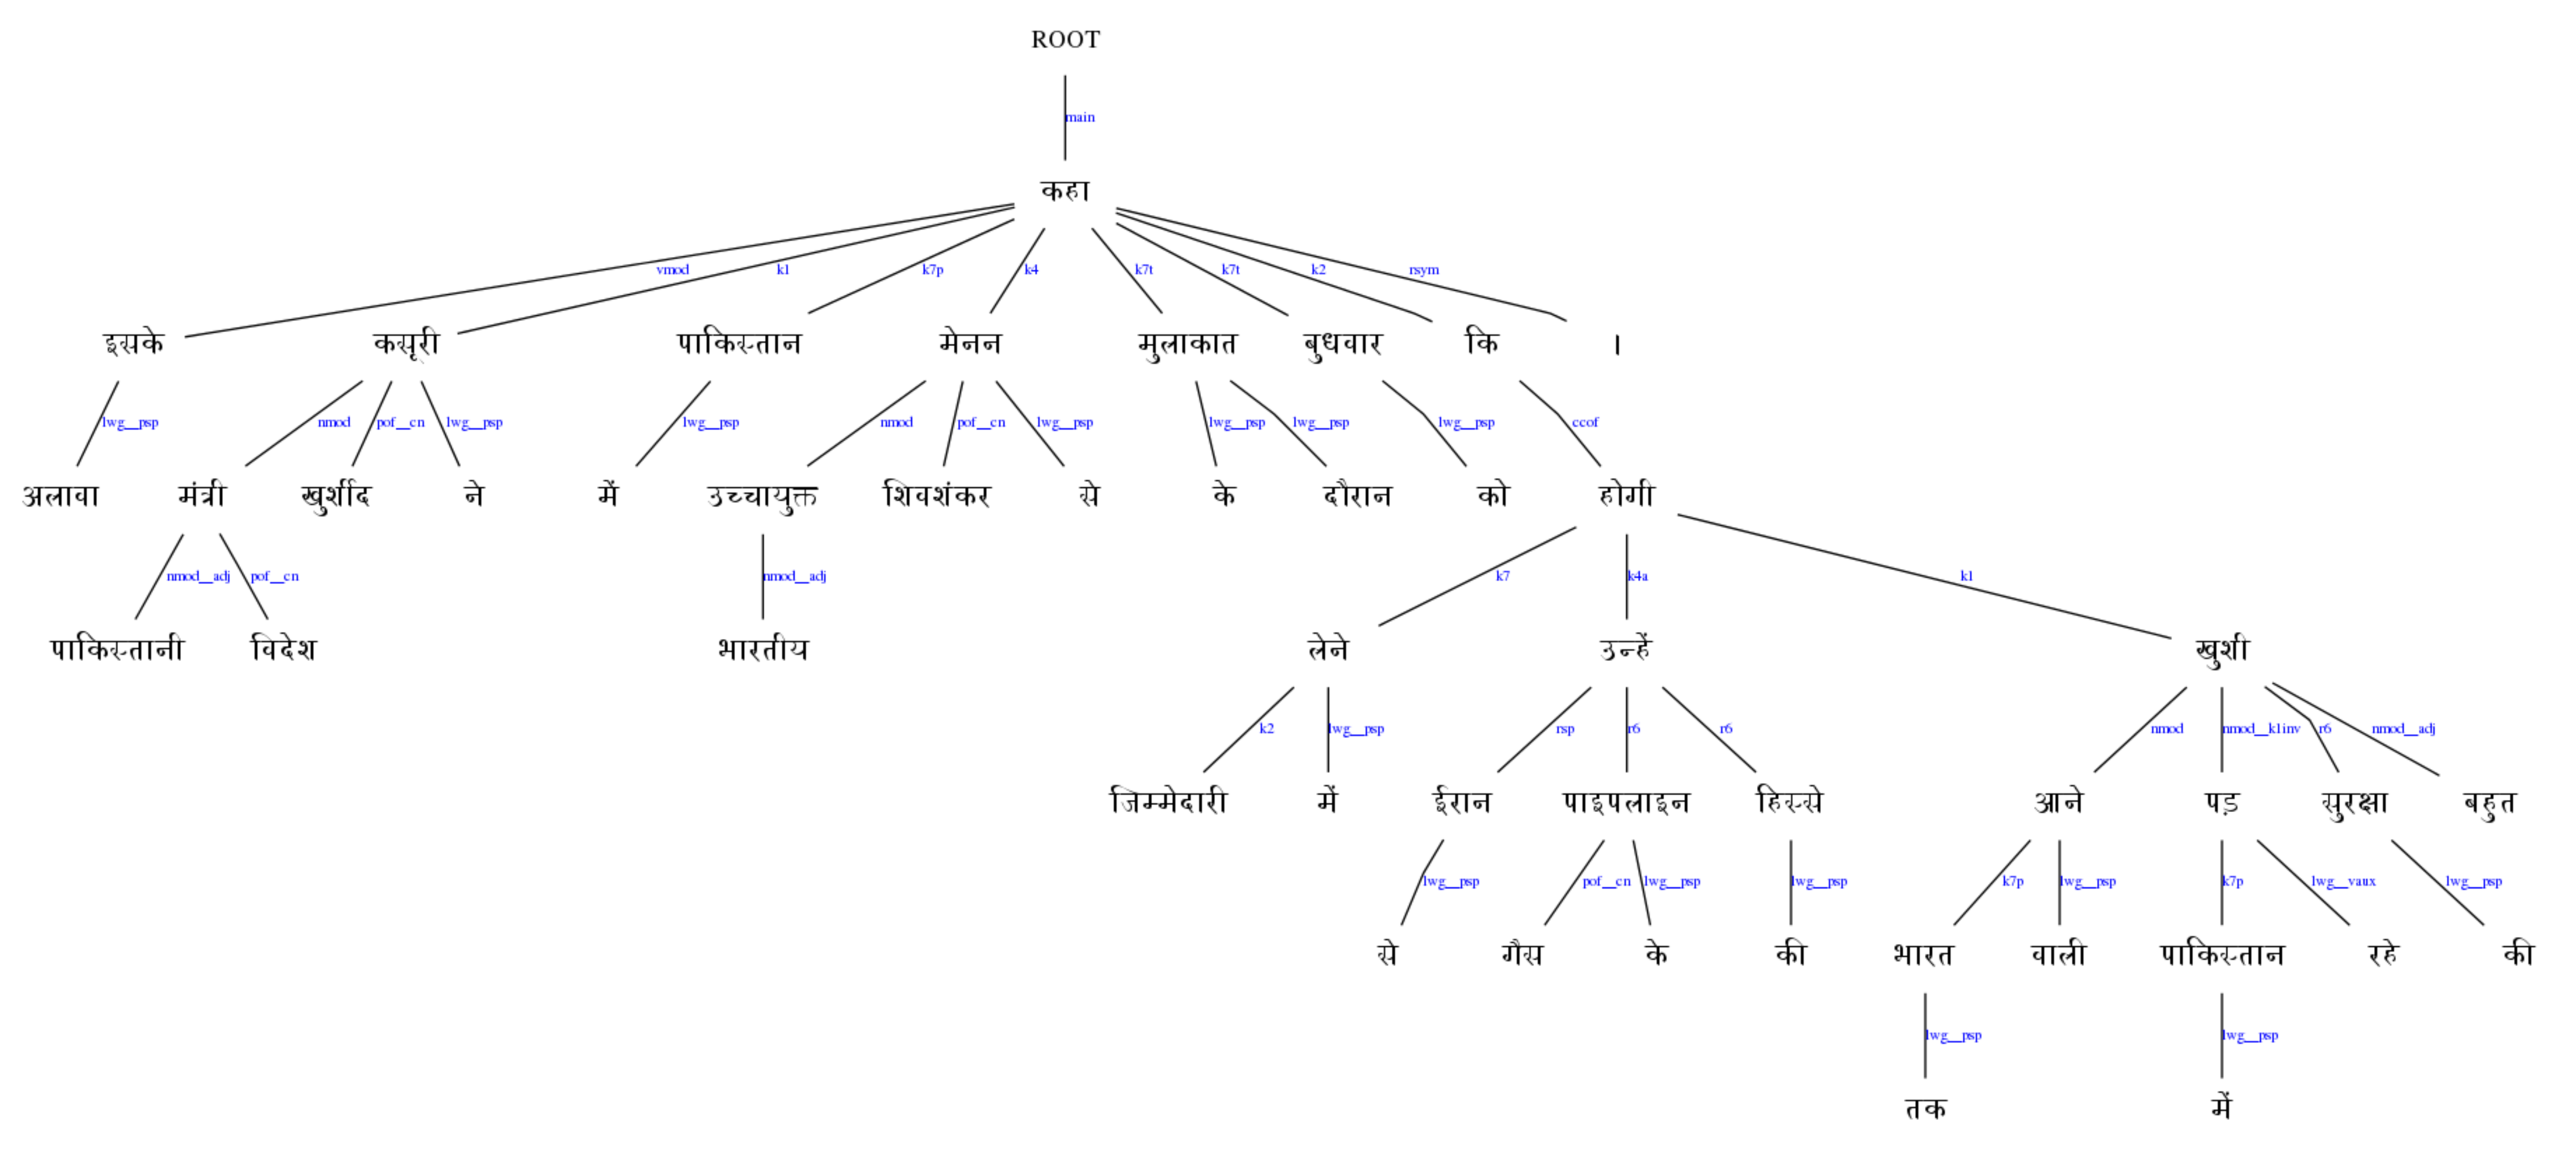 ROOT
main
कहा
vmod k1 k7p k4 k7t k7t k2 rsym
इसके कसूरी पाकिस्तान मेनन मुलाकात बुधवार कि ।
lwg__psp nmod pof__cn lwg__psp lwg__psp nmod pof__cn lwg__psp lwg__psp lwg__psp lwg__psp ccof
अलावा मंत्री खुर्शीद ने में उच्चायुक्त शिवशंकर से के दौरान को होगी
nmod__adj pof__cn nmod__adj k7 k4a k1
पाकिस्तानी विदेश भारतीय लेने उन्हें खुशी
k2 lwg__psp rsp r6 r6 nmod nmod__k1inv r6 nmod__adj
जिम्मेदारी में ईरान पाइपलाइन हिस्से आने पड़ सुरक्षा बहुत
lwg__psp pof__cn lwg__psp lwg__psp k7p lwg__psp k7p lwg__vaux lwg__psp
से गैस के की भारत वाली पाकिस्तान रहे की
lwg__psp lwg__psp
तक में